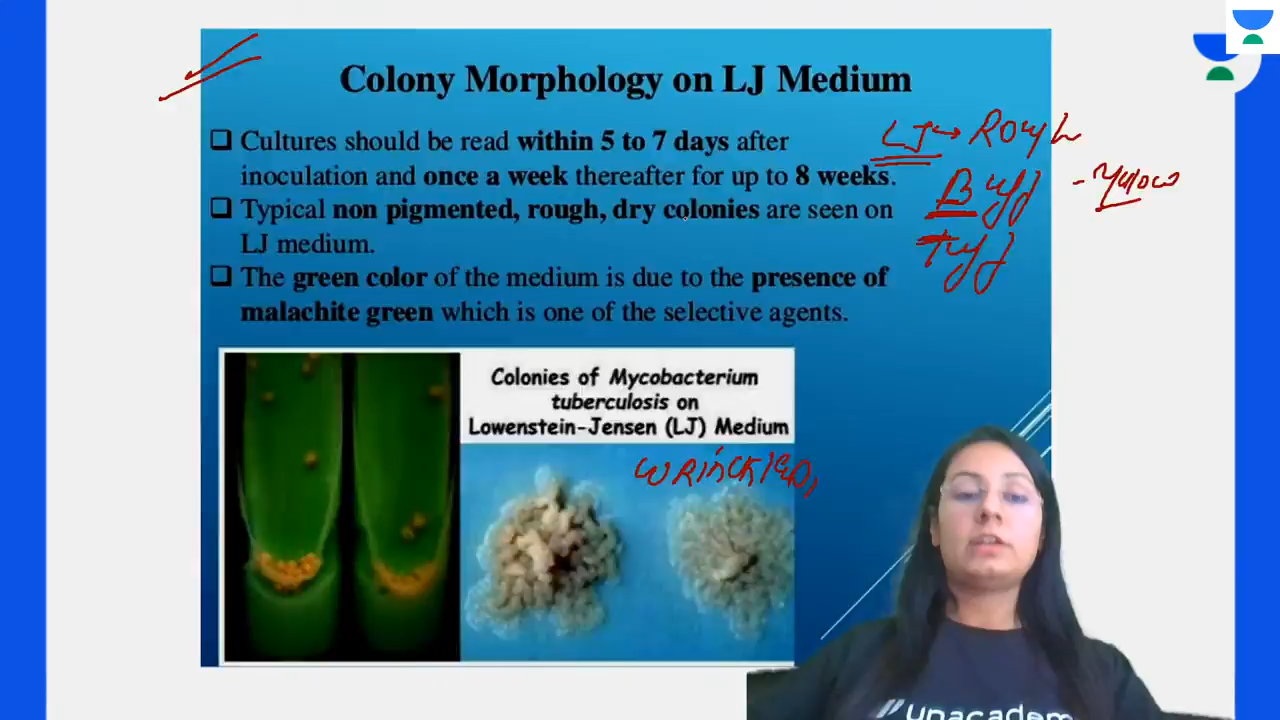 Colony Morphology on LJ Medium
❑ Cultures should be read within 5 to 7 days after
inoculation and once a week thereafter for up to 8 weeks.
❑ Typical non pigmented, rough, dry colonies are seen on
LJ medium.
❑ The green color of the medium is due to the presence of
malachite green which is one of the selective agents.
LJ → Rough
Buff - Yellow
Tuff
Colonies of Mycobacterium
tuberculosis on
Lowenstein-Jensen (LJ) Medium
WRinckled,
unacadem